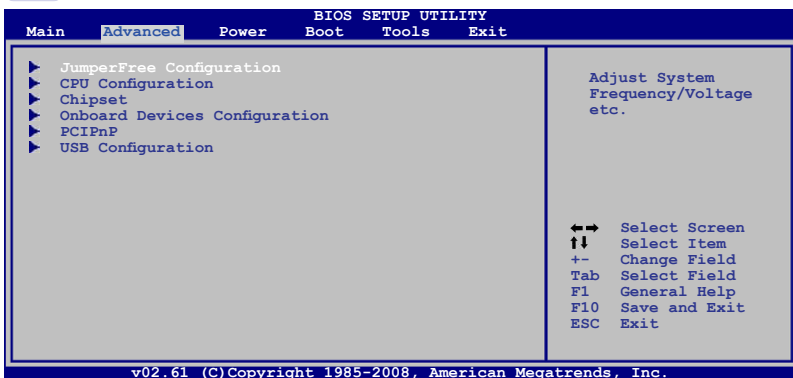 BIOS SETUP UTILITY
Main Advanced Power Boot Tools Exit
JumperFree Configuration
CPU Configuration
Chipset
Onboard Devices Configuration
PCIPnP
USB Configuration
Adjust System
Frequency/Voltage
etc.
←→ Select Screen
↑↓ Select Item
+- Change Field
Tab Select Field
F1 General Help
F10 Save and Exit
ESC Exit
v02.61 (C)Copyright 1985-2008, American Megatrends, Inc.